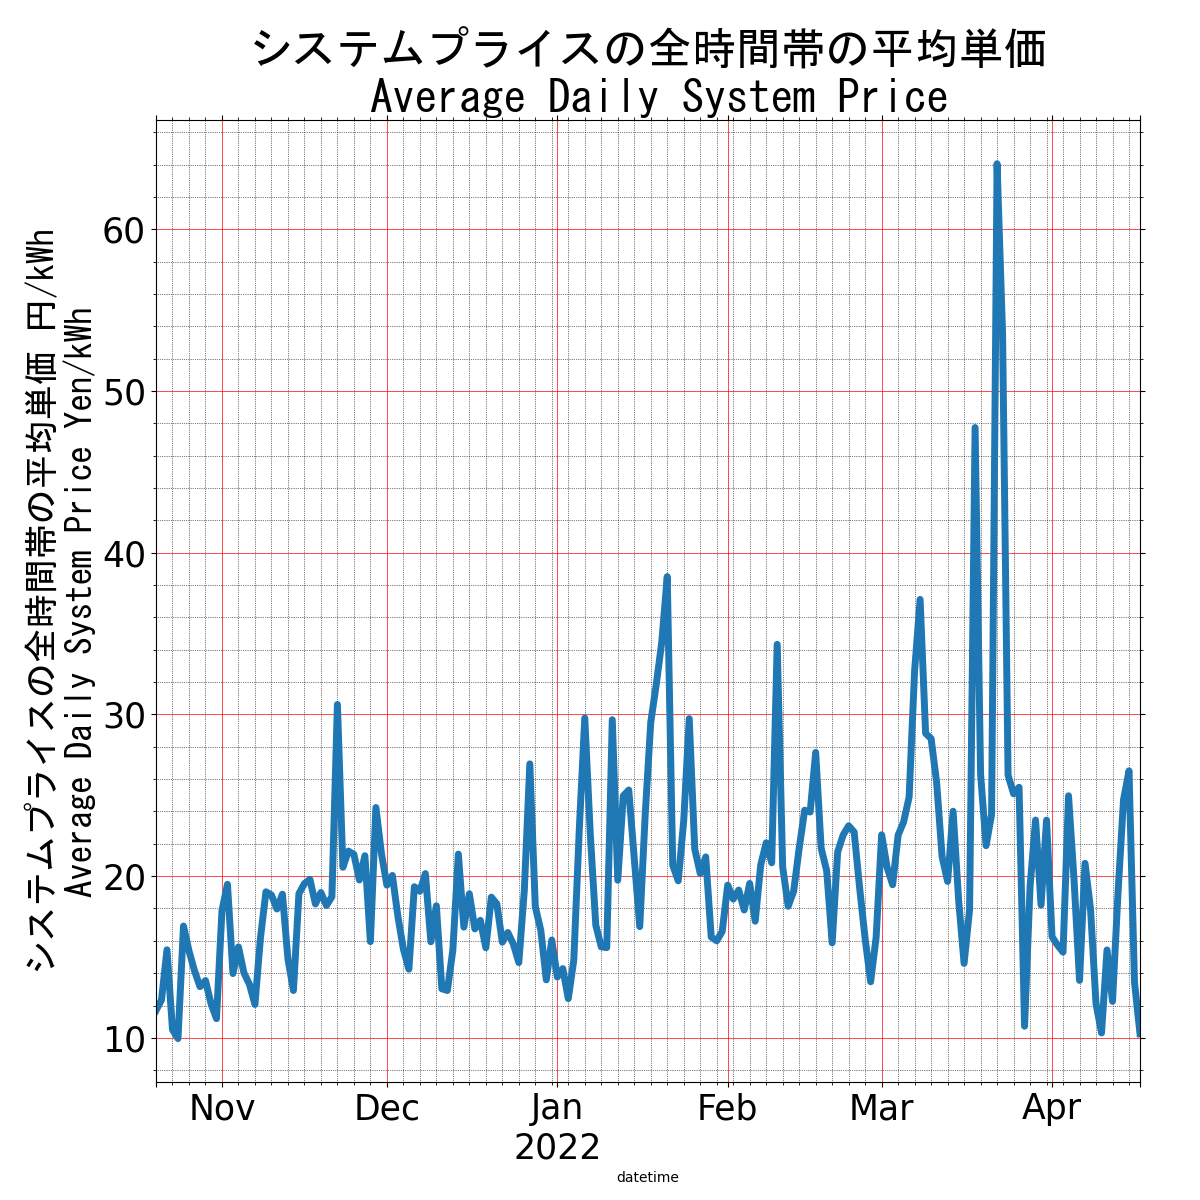 システムプライスの全時間帯の平均単価
Average Daily System Price
システムプライスの全時間帯の平均単価 円/kWh
Average Daily System Price Yen/kWh
60
50
40
30
20
10
Nov
Dec
Jan
2022
Feb
Mar
Apr
datetime